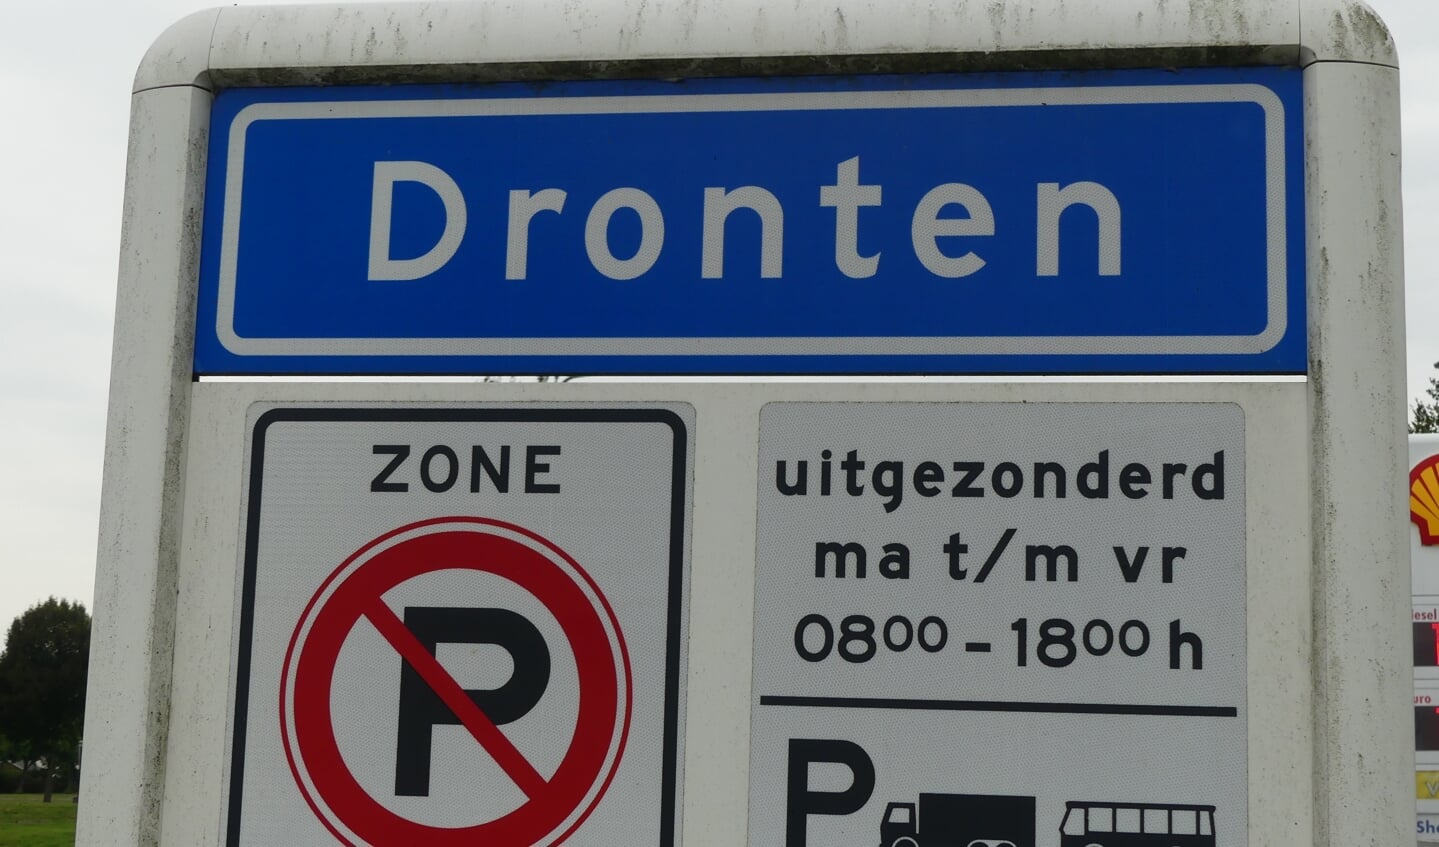 Dronten
ZONE
P
uitgezonderd
ma t/m vr
08⁰⁰ - 18⁰⁰ h
P